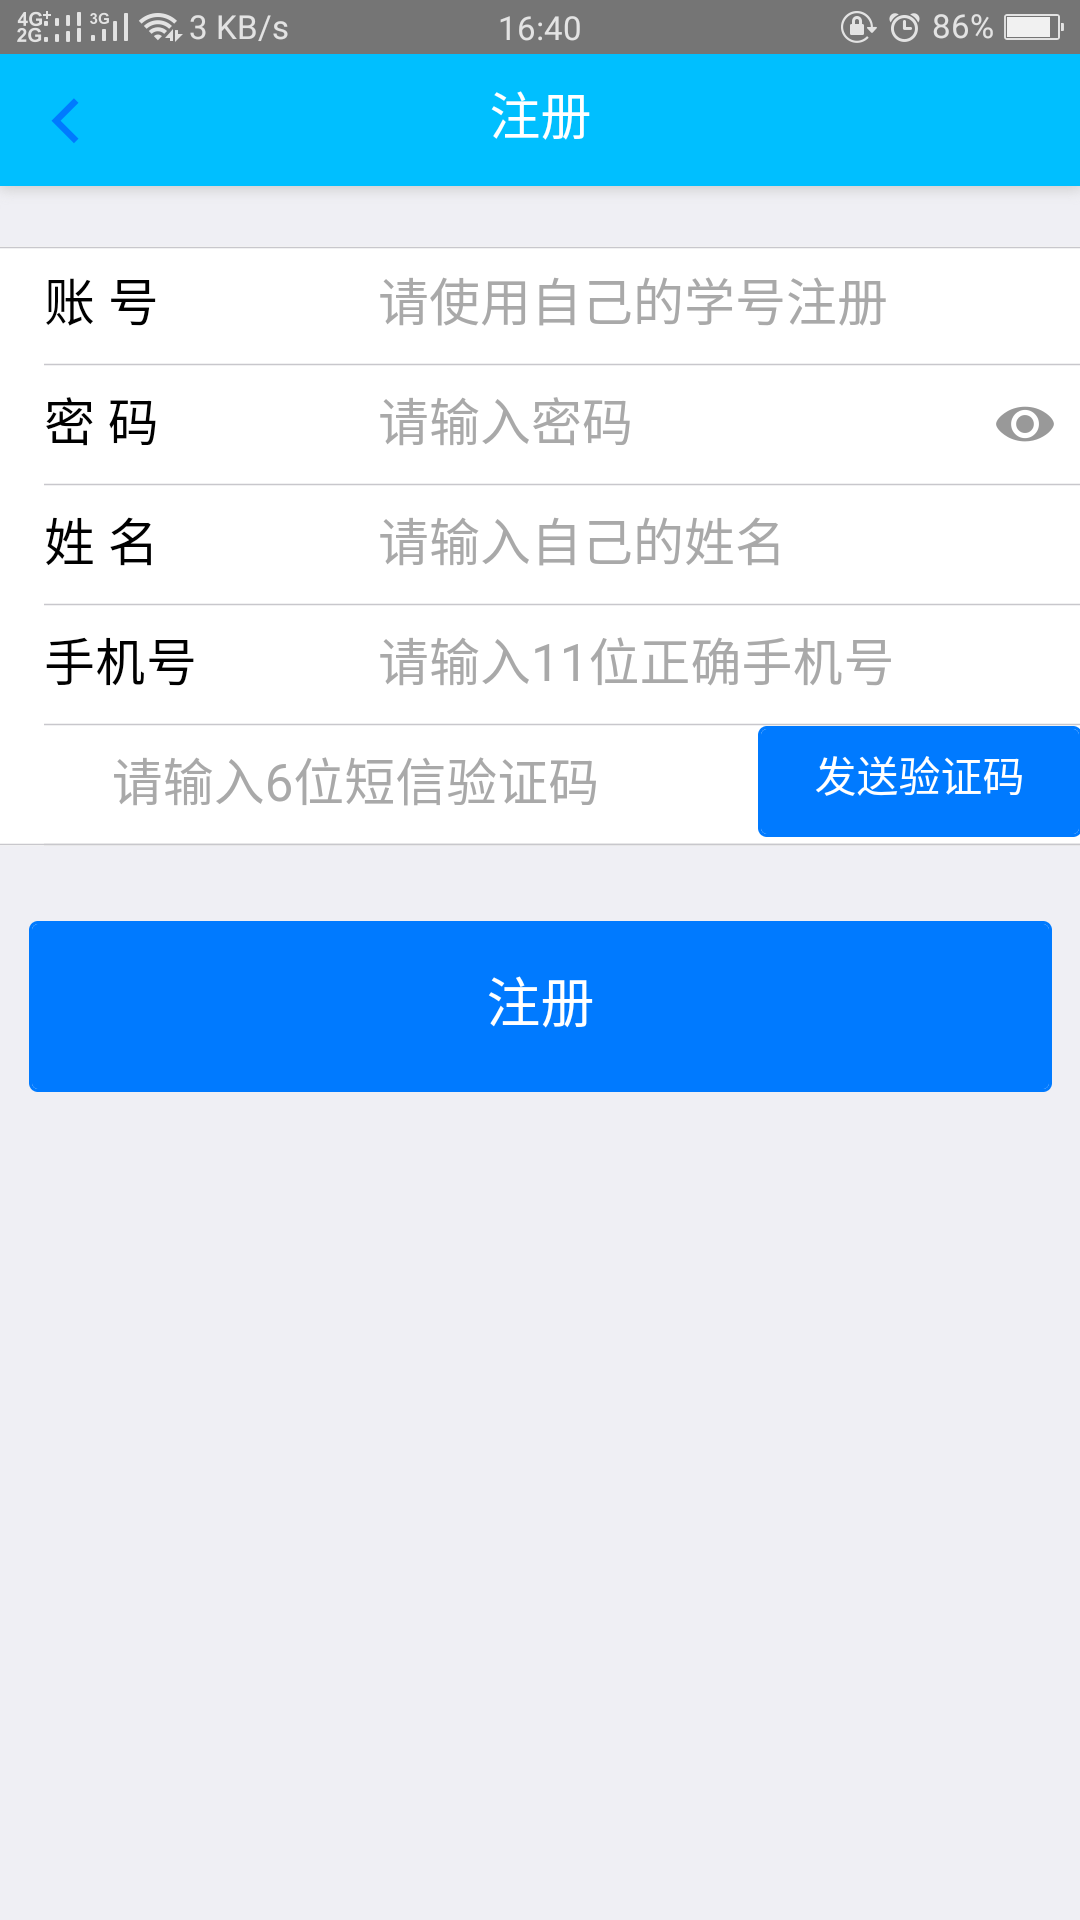 4G+ 3G 3 KB/s 16:40 86%
2G
注册
账 号 请使用自己的学号注册
密 码 请输入密码
姓 名 请输入自己的姓名
手机号 请输入11位正确手机号
请输入6位短信验证码 发送验证码
注册